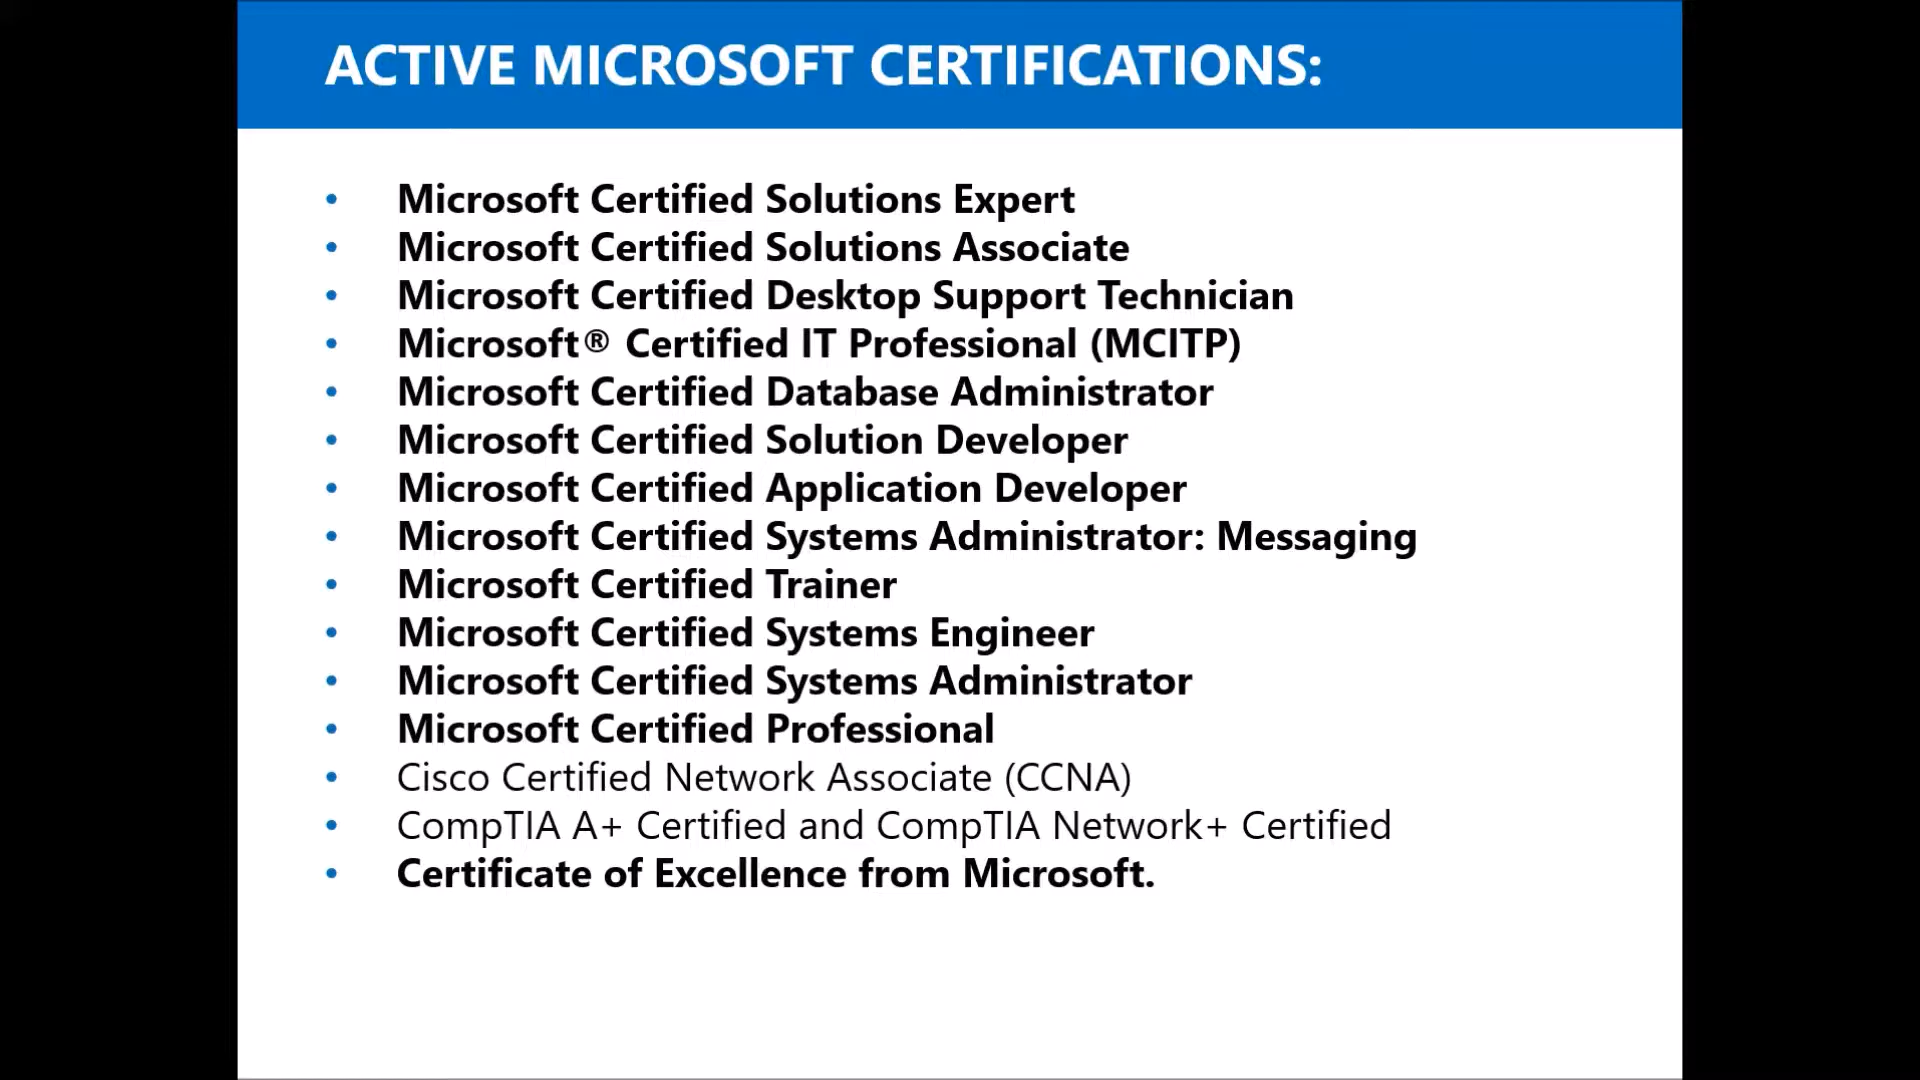 ACTIVE MICROSOFT CERTIFICATIONS:
• Microsoft Certified Solutions Expert
• Microsoft Certified Solutions Associate
• Microsoft Certified Desktop Support Technician
• Microsoft® Certified IT Professional (MCITP)
• Microsoft Certified Database Administrator
• Microsoft Certified Solution Developer
• Microsoft Certified Application Developer
• Microsoft Certified Systems Administrator: Messaging
• Microsoft Certified Trainer
• Microsoft Certified Systems Engineer
• Microsoft Certified Systems Administrator
• Microsoft Certified Professional
• Cisco Certified Network Associate (CCNA)
• CompTIA A+ Certified and CompTIA Network+ Certified
• Certificate of Excellence from Microsoft.